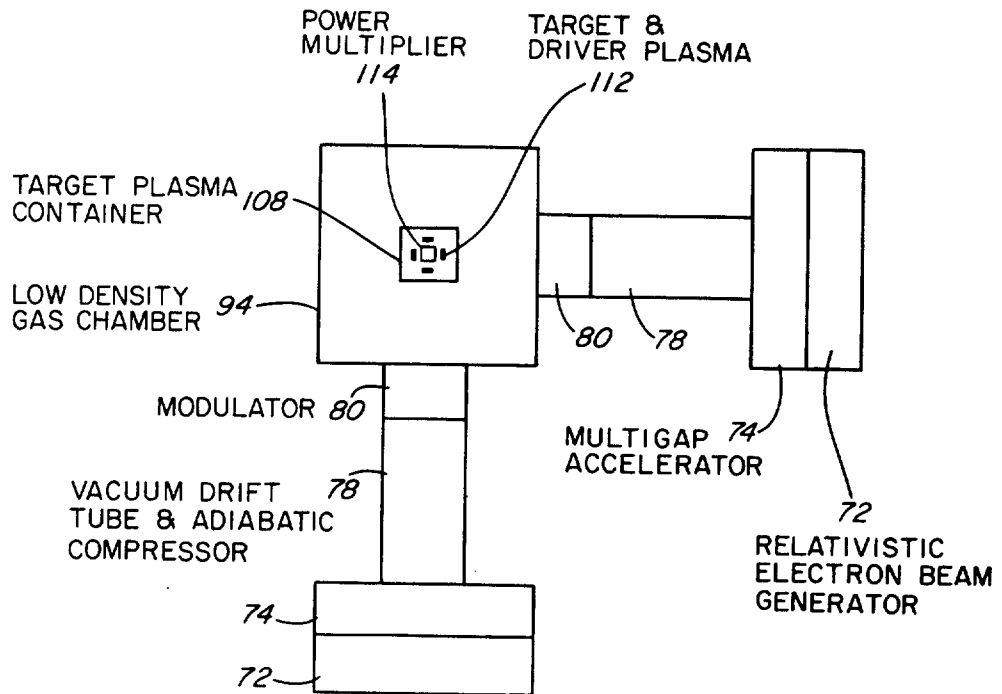 POWER
MULTIPLIER
114
TARGET &
DRIVER PLASMA
112
TARGET PLASMA
CONTAINER
108
LOW DENSITY
GAS CHAMBER
94
80
78
MODULATOR 80
MULTIGAP 74
ACCELERATOR
VACUUM DRIFT 78
TUBE & ADIABATIC
COMPRESSOR
72
RELATIVISTIC
ELECTRON BEAM
GENERATOR
74
72